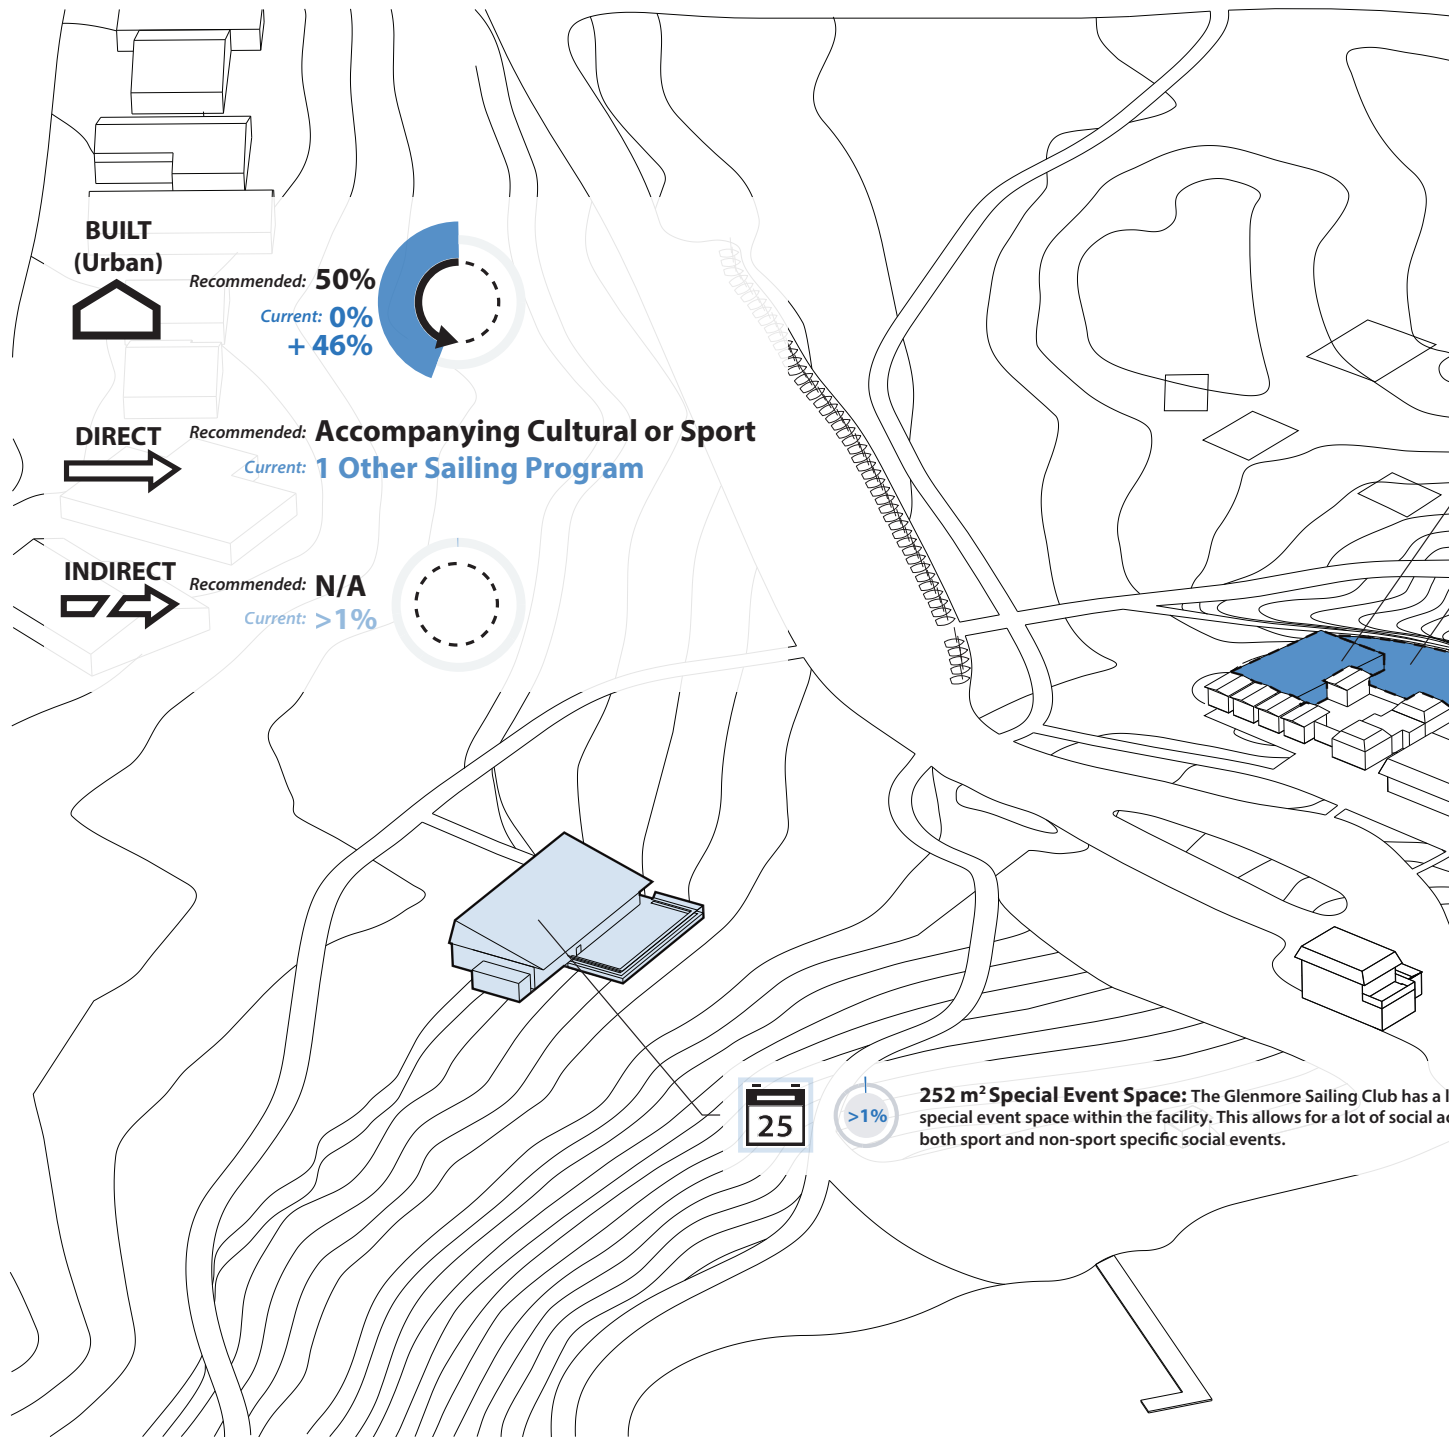 BUILT
(Urban)
Recommended: 50%
Current: 0%
+ 46%
DIRECT
Recommended: Accompanying Cultural or Sport
Current: 1 Other Sailing Program
INDIRECT
Recommended: N/A
Current: >1%
25
>1%
252 m² Special Event Space: The Glenmore Sailing Club has a
special event space within the facility. This allows for a lot of social
both sport and non-sport specific social events.